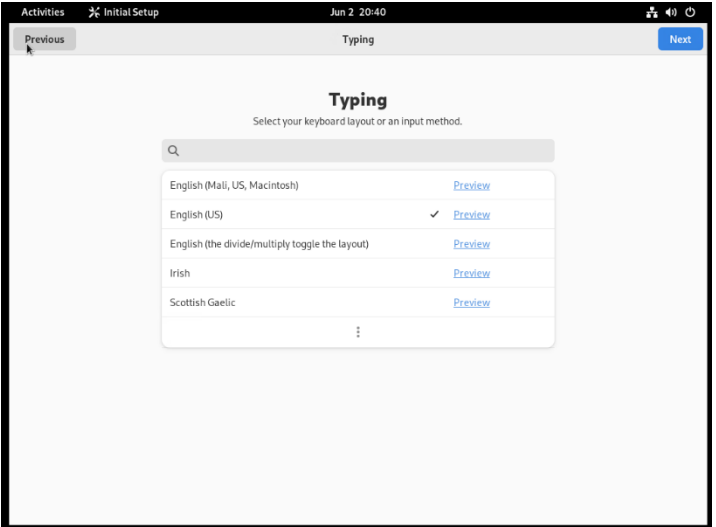 Activities Initial Setup Jun 2 20:40
Previous Typing Next
Typing
Select your keyboard layout or an input method.
English (Mali, US, Macintosh) Preview
English (US) Preview
English (the divide/multiply toggle the layout) Preview
Irish Preview
Scottish Gaelic Preview